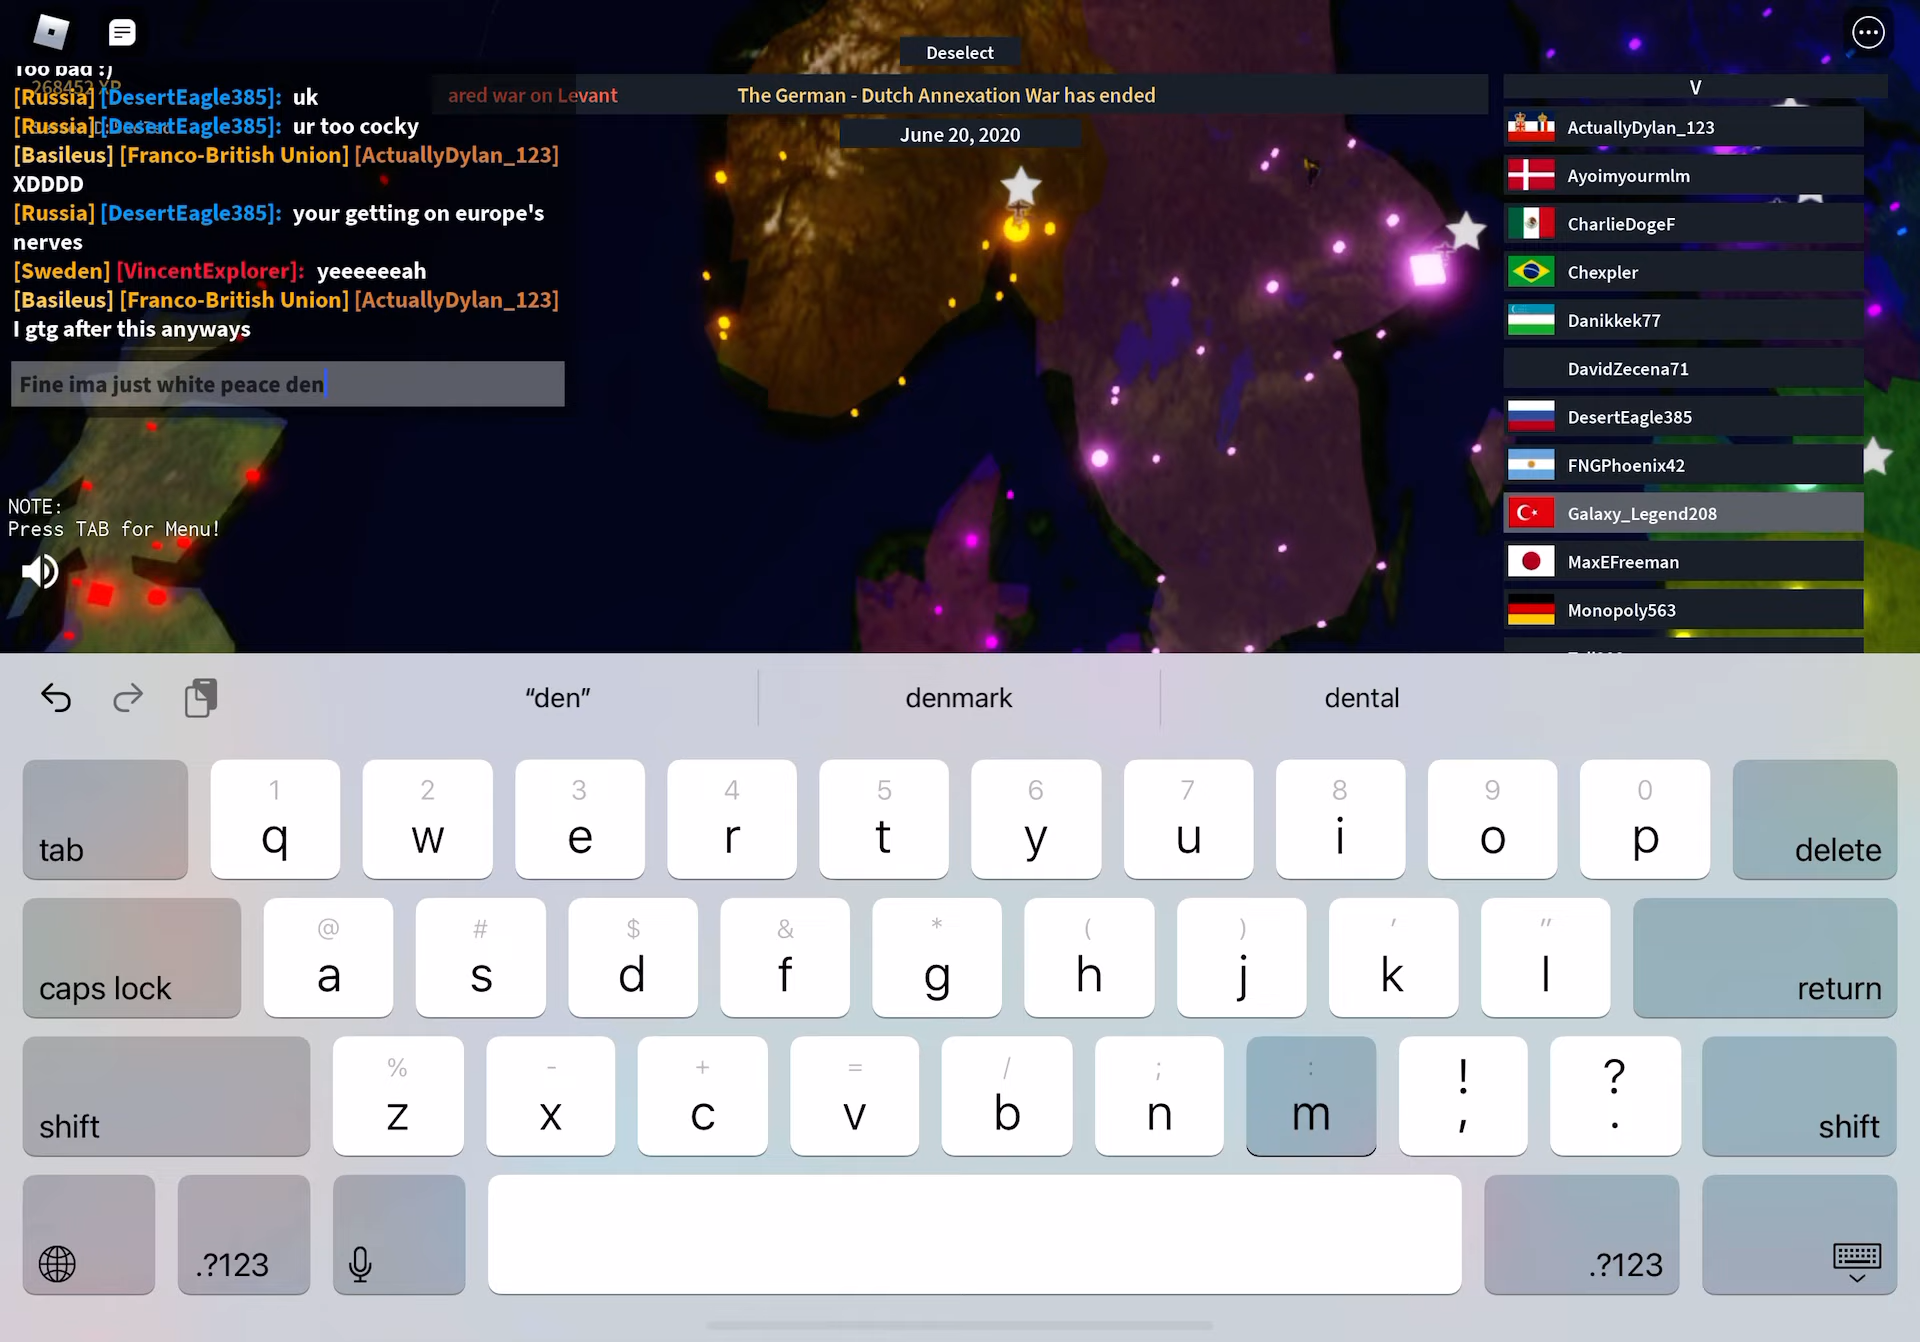 Too bad :)
268452 XP
[Russia] [DesertEagle385]: uk
[Russia] [DesertEagle385]: ur too cocky
[Basileus] [Franco-British Union] [ActuallyDylan_123]
XDDDD
[Russia] [DesertEagle385]: your getting on europe's
nerves
[Sweden] [VincentExplorer]: yeeeeeeah
[Basileus] [Franco-British Union] [ActuallyDylan_123]
I gtg after this anyways
Fine ima just white peace den
NOTE:
Press TAB for Menu!
Deselect
ared war on Levant
The German - Dutch Annexation War has ended
June 20, 2020
V
ActuallyDylan_123
Ayoimyourmlm
CharlieDogeF
Chexpler
Danikkek77
DavidZecena71
DesertEagle385
FNGPhoenix42
Galaxy_Legend208
MaxEFreeman
Monopoly563
“den”
denmark
dental
tab
1 2 3 4 5 6 7 8 9 0
q w e r t y u i o p
delete
caps lock
@ # $ & * ( ) ' "
a s d f g h j k l
return
shift
% - + = / ; : ! ?
z x c v b n m , .
shift
.?123
.?123